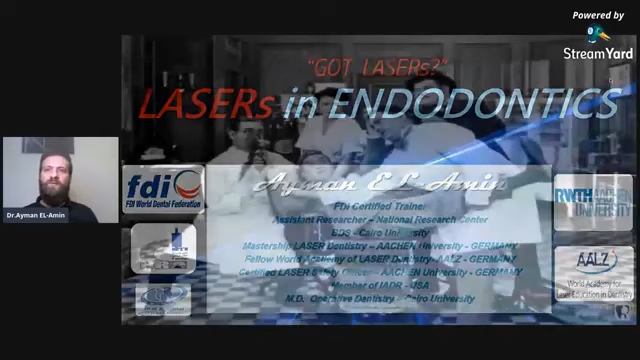 Powered by
StreamYard
"GOT LASERs?"
LASERs in ENDODONTICS
Ayman EL-Amin
FDI Certified Trainer
Assistant Researcher – National Research Center
BDS - Cairo University
Mastership LASER Dentistry – AACHEN University - GERMANY
Fellow World Academy of LASER Dentistry- AALZ - GERMANY
Certified LASER Safety Officer – AACHEN University - GERMANY
Member of IADR - USA
M.D. Operative Dentistry – Cairo University
fdi
FDI World Dental Federation
RWTH AACHEN
UNIVERSITY
AALZ
World Academy for
Laser Education in Dentistry
Dr.Ayman EL-Amin